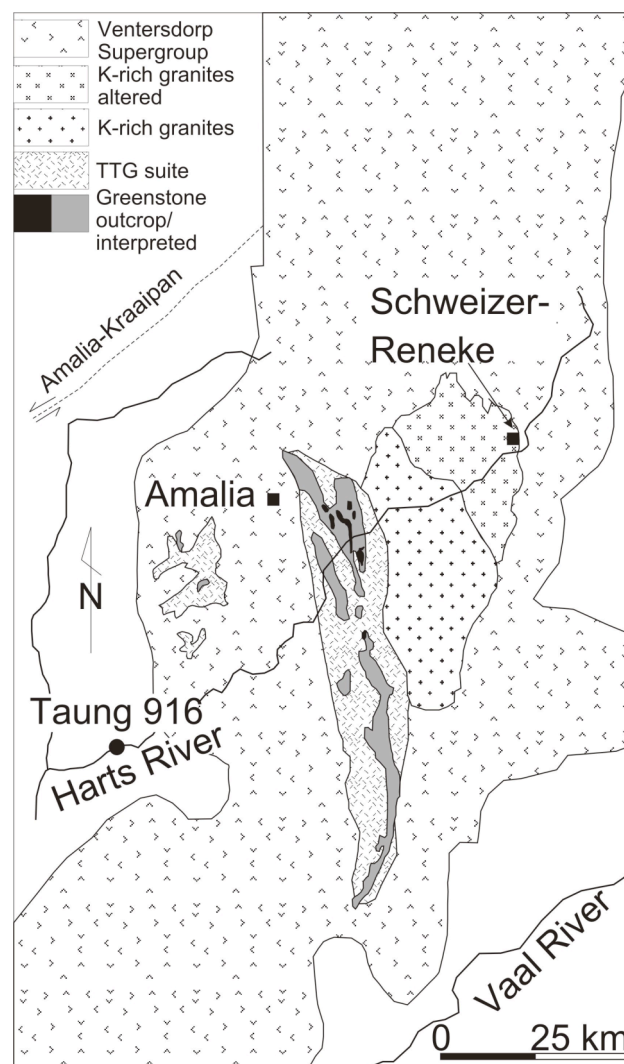 Ventersdorp
Supergroup
K-rich granites
altered
K-rich granites
TTG suite
Greenstone
outcrop/
interpreted
Amalia-Kraaipan
Schweizer-
Reneke
Amalia
N
Taung 916
Harts River
Vaal River
0 25 km